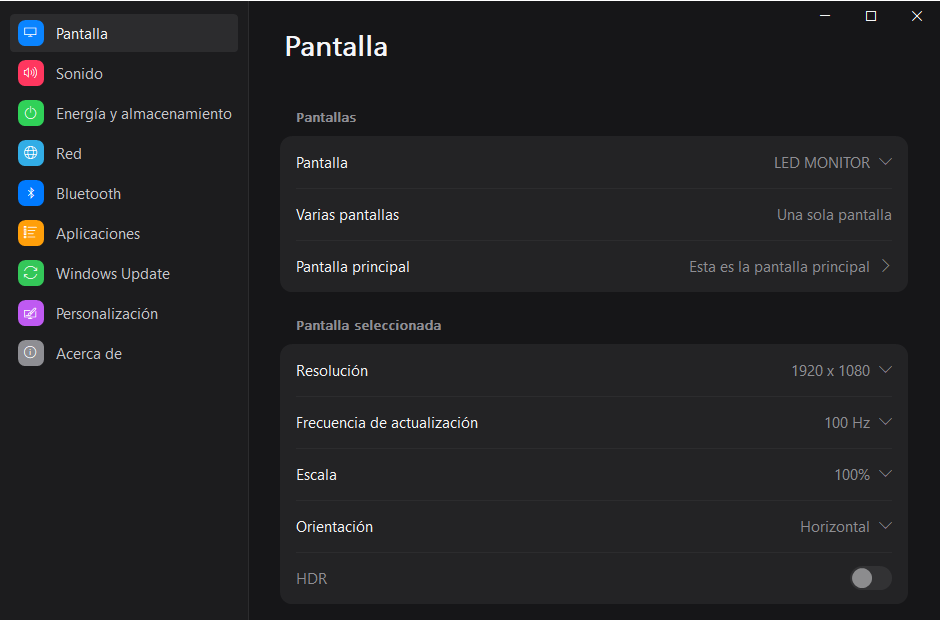 Pantalla
Sonido
Energía y almacenamiento
Red
Bluetooth
Aplicaciones
Windows Update
Personalización
Acerca de
Pantalla
Pantallas
Pantalla LED MONITOR
Varias pantallas Una sola pantalla
Pantalla principal Esta es la pantalla principal
Pantalla seleccionada
Resolución 1920 x 1080
Frecuencia de actualización 100 Hz
Escala 100%
Orientación Horizontal
HDR